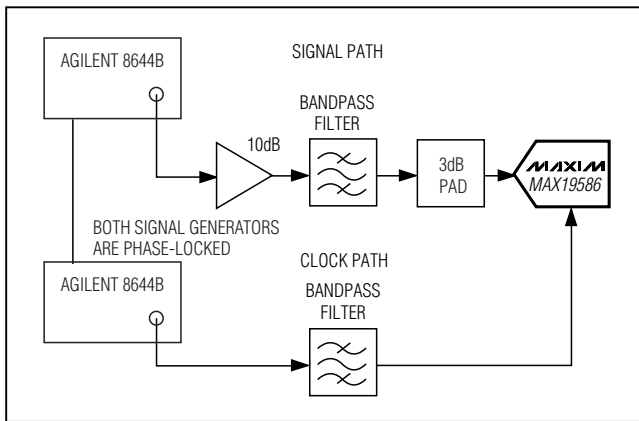 AGILENT 8644B
SIGNAL PATH
10dB
BANDPASS
FILTER
3dB
PAD
MAXIM
MAX19586
BOTH SIGNAL GENERATORS
ARE PHASE-LOCKED
CLOCK PATH
AGILENT 8644B
BANDPASS
FILTER